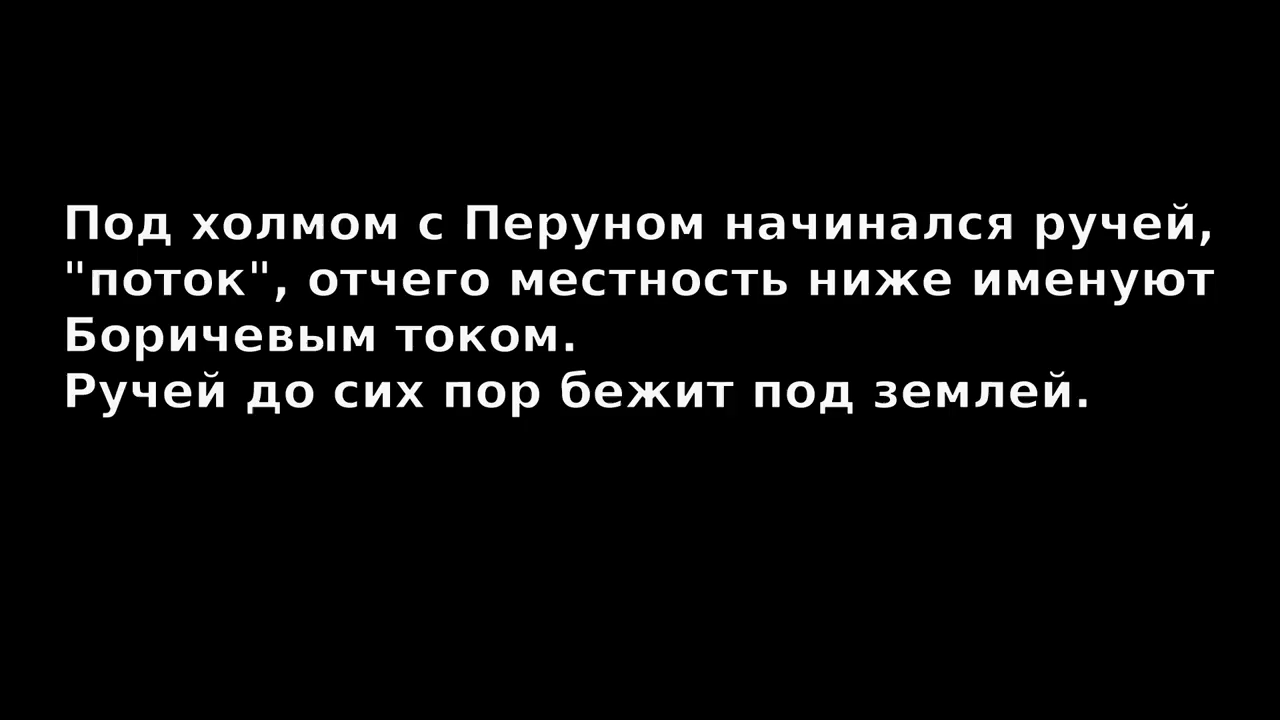 Под холмом с Перуном начинался ручей,
"поток", отчего местность ниже именуют
Боричевым током.
Ручей до сих пор бежит под землей.